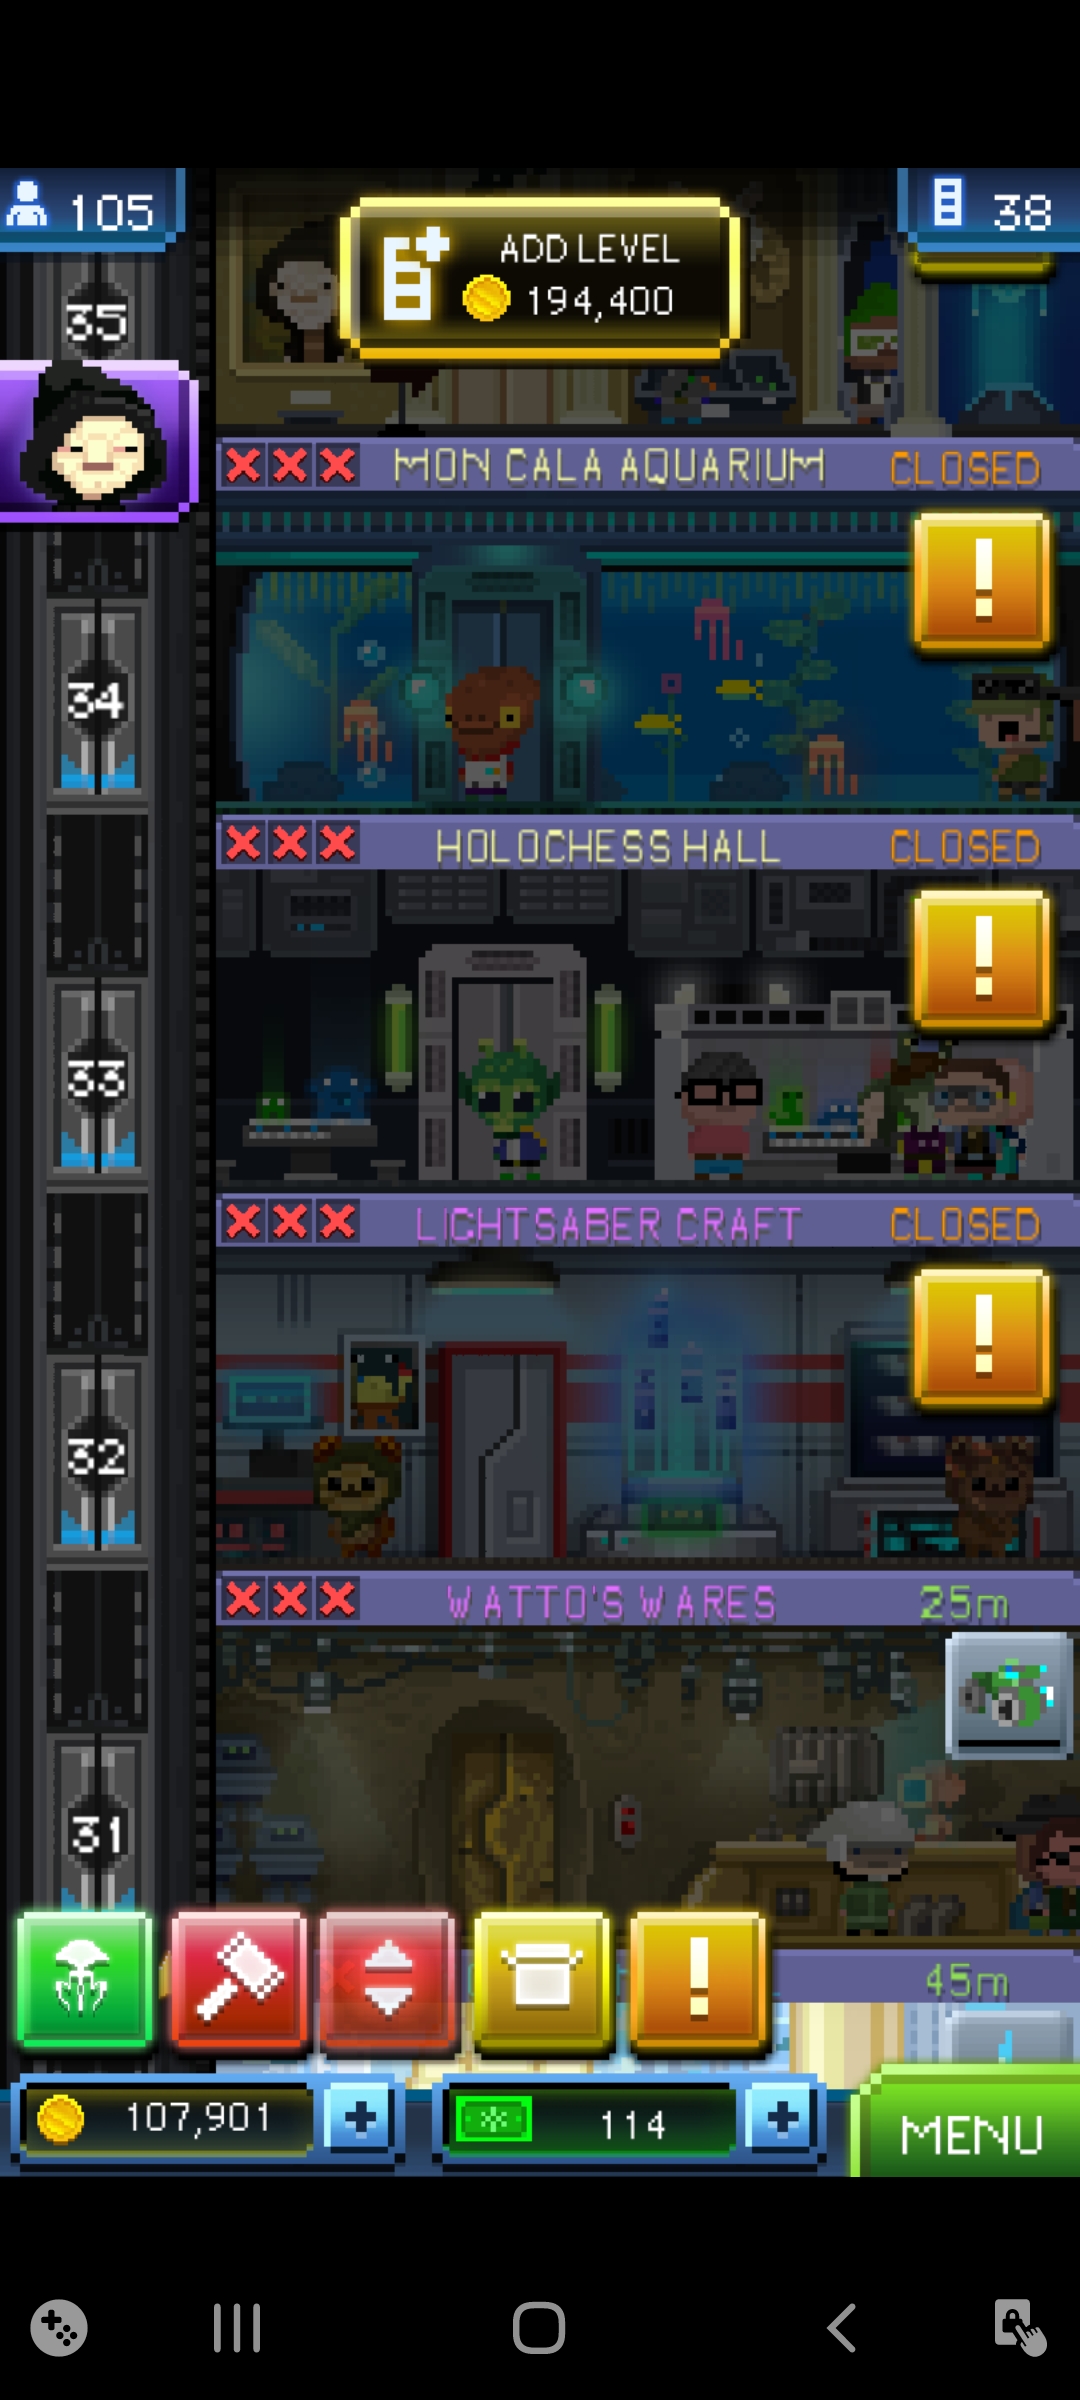 105
ADD LEVEL
194,400
38
35
MON CALA AQUARIUM CLOSED
34
HOLOCHESS HALL CLOSED
33
LIGHTSABER CRAFT CLOSED
32
WATTO'S WARES 25m
31
45m
107,901
114
MENU